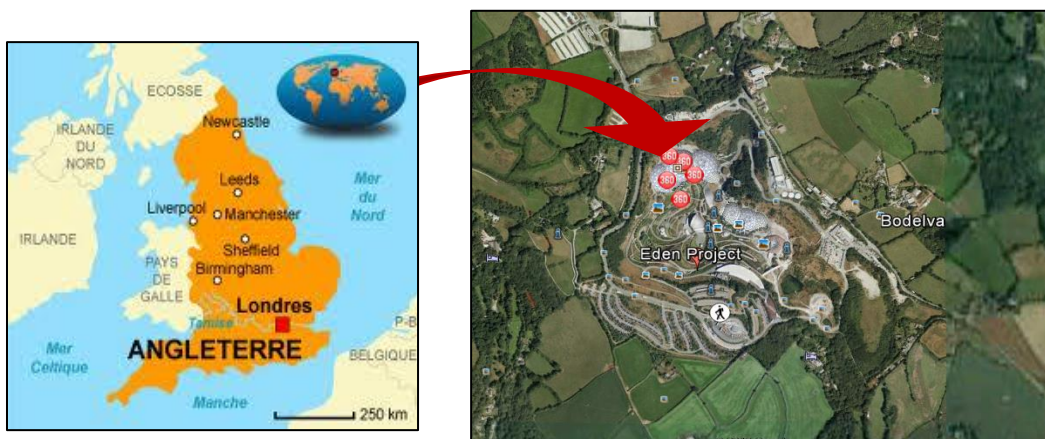 ECOSSE
IRLANDE
DU
NORD
Newcastle
Leeds
Liverpool
Manchester
Mer
du
Nord
IRLANDE
Sheffield
PAYS
DE
GALLE
Birmingham
Londres
Tamise
P-B
ANGLETERRE
BELGIQUE
Mer
Celtique
Manche
250 km
360
360
360
360
360
Bodelva
Eden Project